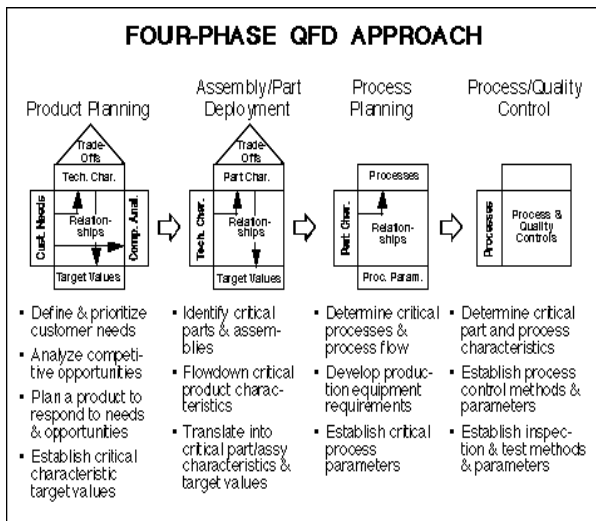 FOUR-PHASE QFD APPROACH
Product Planning
Assembly/Part
Deployment
Process
Planning
Process/Quality
Control
Trade-
Offs
Tech. Char.
Cust. Needs
Relation-
ships
Comp. Anal.
Target Values
Trade-
Offs
Part Char.
Tech. Char.
Relation-
ships
Target Values
Processes
Part Char.
Relation-
ships
Proc. Param.
Processes
Process &
Quality
Controls
• Define & prioritize
customer needs
• Analyze competi-
tive opportunities
• Plan a product to
respond to needs
& opportunities
• Establish critical
characteristic
target values
• Identify critical
parts & assem-
blies
• Flowdown critical
product charac-
teristics
• Translate into
critical part/assy
characteristics &
target values
• Determine critical
processes &
process flow
• Develop produc-
tion equipment
requirements
• Establish critical
process
parameters
• Determine critical
part and process
characteristics
• Establish process
control methods &
parameters
• Establish inspec-
tion & test methods
& parameters